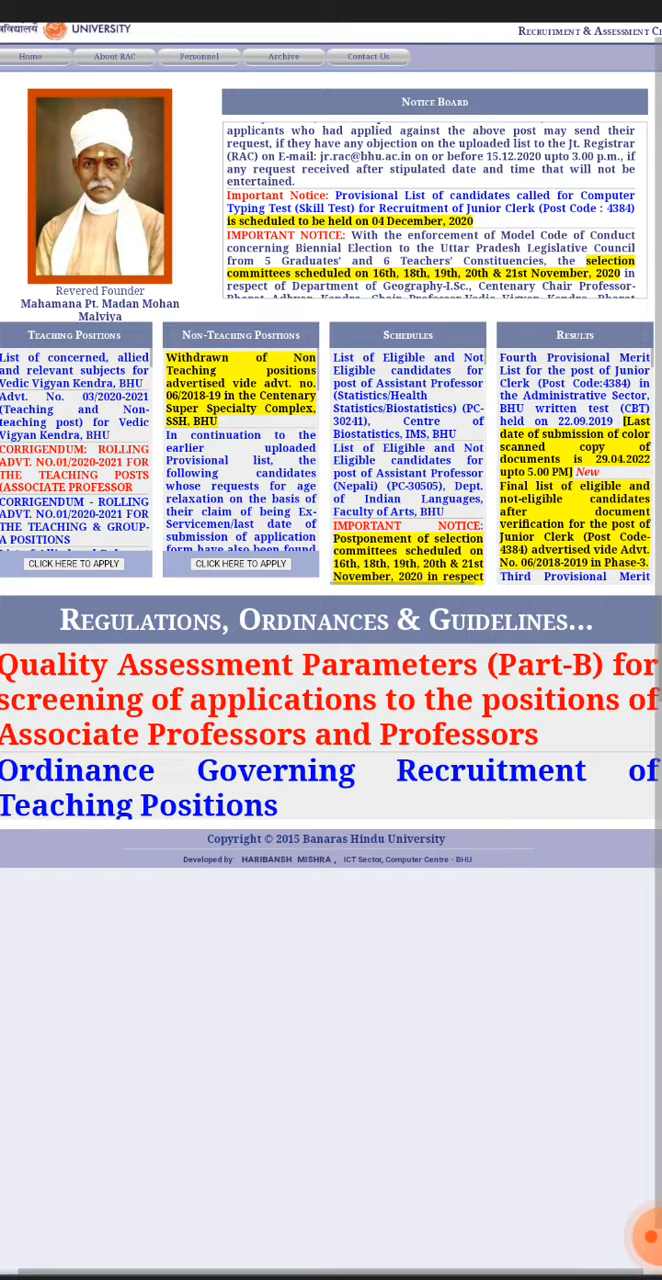 विद्यालय UNIVERSITY
RECRUITMENT & ASSESSMENT
Home
About RAC
Personnel
Archive
Contact Us
NOTICE BOARD
applicants who had applied against the above post may send their
request, if they have any objection on the uploaded list to the Jt. Registrar
(RAC) on E-mail: jr.rac@bhu.ac.in on or before 15.12.2020 upto 3.00 p.m., if
any request received after stipulated date and time that will not be
entertained.
Important Notice: Provisional List of candidates called for Computer
Typing Test (Skill Test) for Recruitment of Junior Clerk (Post Code : 4384)
is scheduled to be held on 04 December, 2020
IMPORTANT NOTICE: With the enforcement of Model Code of Conduct
concerning Biennial Election to the Uttar Pradesh Legislative Council
from 5 Graduates' and 6 Teachers' Constituencies, the selection
committees scheduled on 16th, 18th, 19th, 20th & 21st November, 2020 in
respect of Department of Geography-I.Sc., Centenary Chair Professor-
Bharat Adhyan Kendra, Chair Professor-Vedic Vigyan Kendra, Bharat
Revered Founder
Mahamana Pt. Madan Mohan
Malviya
TEACHING POSITIONS
List of concerned, allied
and relevant subjects for
Vedic Vigyan Kendra, BHU
Advt. No. 03/2020-2021
(Teaching and Non-
teaching post) for Vedic
Vigyan Kendra, BHU
CORRIGENDUM: ROLLING
ADVT. NO.01/2020-2021 FOR
THE TEACHING POSTS
(ASSOCIATE PROFESSOR
CORRIGENDUM - ROLLING
ADVT. NO.01/2020-2021 FOR
THE TEACHING & GROUP-
A POSITIONS
CLICK HERE TO APPLY
NON-TEACHING POSITIONS
Withdrawn of Non
Teaching positions
advertised vide advt. no.
06/2018-19 in the Centenary
Super Specialty Complex,
SSH, BHU
In continuation to the
earlier uploaded
Provisional list, the
following candidates
whose requests for age
relaxation on the basis of
their claim of being Ex-
Servicemen/last date of
submission of application
form have also been found
CLICK HERE TO APPLY
SCHEDULES
List of Eligible and Not
Eligible candidates for
post of Assistant Professor
(Statistics/Health
Statistics/Biostatistics) (PC-
30241), Centre of
Biostatistics, IMS, BHU
List of Eligible and Not
Eligible candidates for
post of Assistant Professor
(Nepali) (PC-30505), Dept.
of Indian Languages,
Faculty of Arts, BHU
IMPORTANT NOTICE:
Postponement of selection
committees scheduled on
16th, 18th, 19th, 20th & 21st
November, 2020 in respect
RESULTS
Fourth Provisional Merit
List for the post of Junior
Clerk (Post Code:4384) in
the Administrative Sector,
BHU written test (CBT)
held on 22.09.2019 [Last
date of submission of color
scanned copy of
documents is 29.04.2022
upto 5.00 PM] New
Final list of eligible and
not-eligible candidates
after document
verification for the post of
Junior Clerk (Post Code-
4384) advertised vide Advt.
No. 06/2018-2019 in Phase-3.
Third Provisional Merit
REGULATIONS, ORDINANCES & GUIDELINES...
Quality Assessment Parameters (Part-B) for
screening of applications to the positions of
Associate Professors and Professors
Ordinance Governing Recruitment of
Teaching Positions
Copyright © 2015 Banaras Hindu University
Developed by: HARIBANSH MISHRA , ICT Sector, Computer Centre - BHU